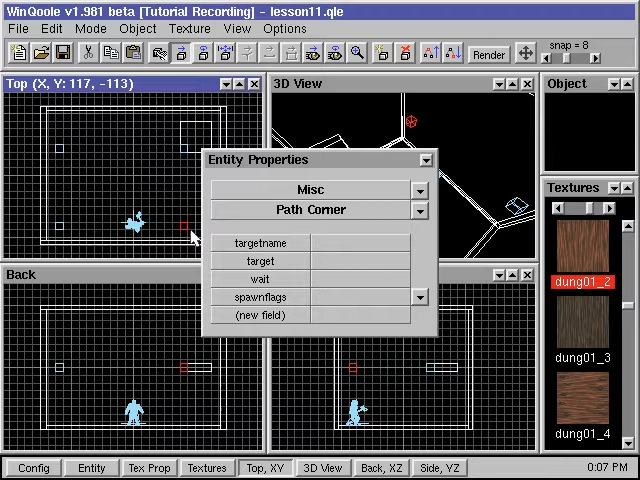 WinQoole v1.981 beta [Tutorial Recording] - lesson11.qle
File Edit Mode Object Texture View Options
Render
snap = 8
Top (X, Y: 117, -113)
3D View
Object
Entity Properties
Misc
Path Corner
targetname
target
wait
spawnflags
(new field)
Textures
dung01_2
dung01_3
dung01_4
Back
Config Entity Tex Prop Textures Top, XY 3D View Back, XZ Side, YZ 0:07 PM